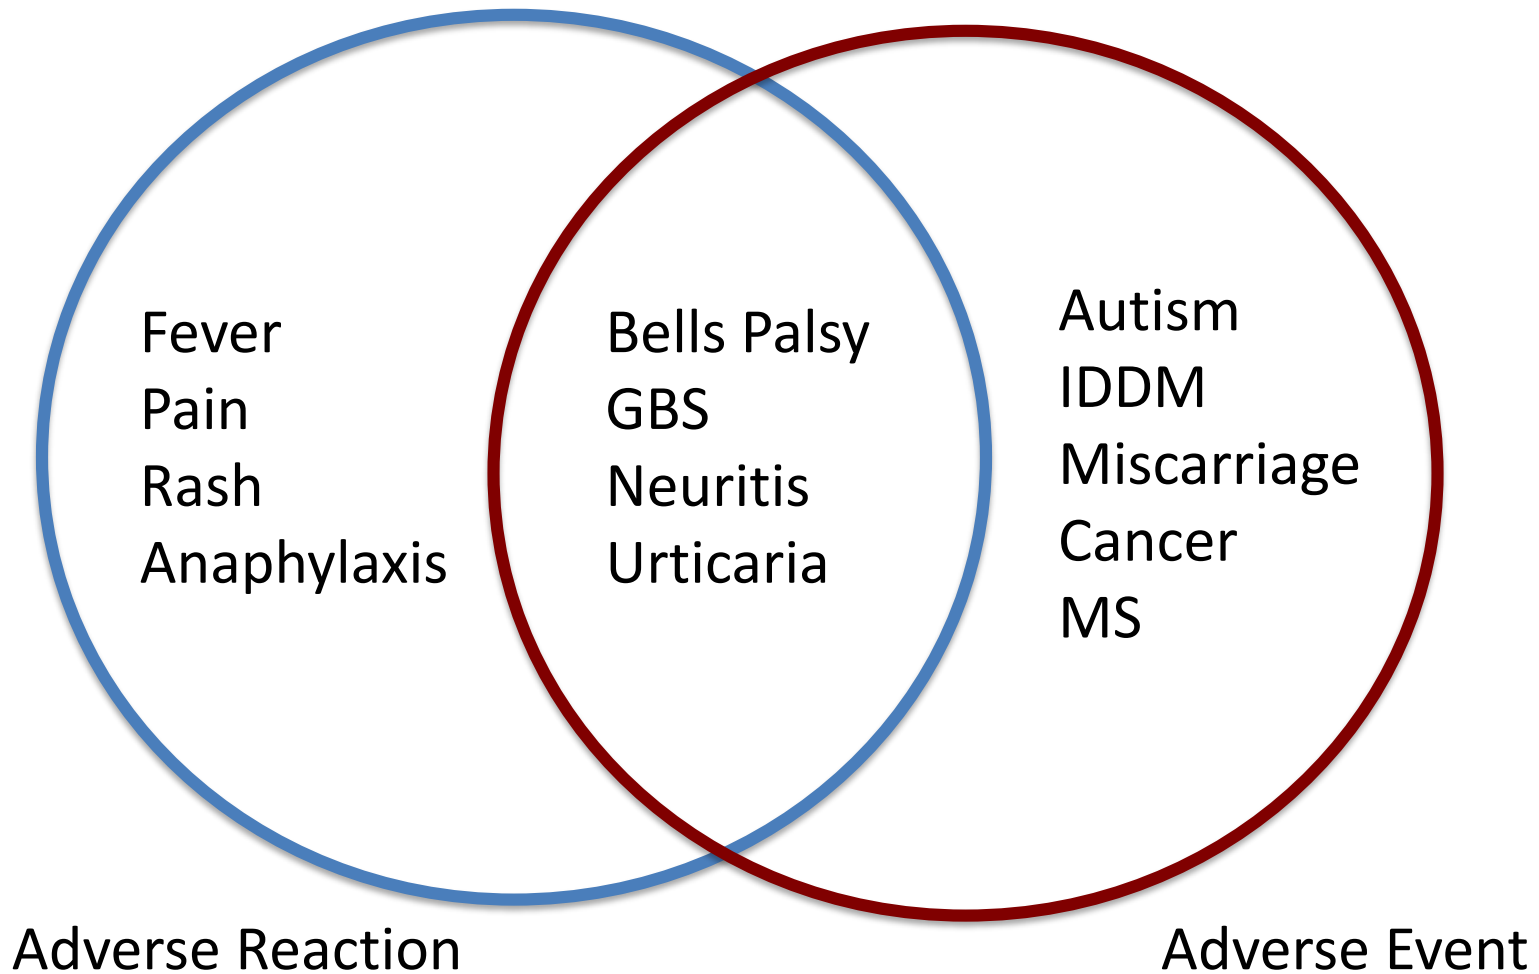 Fever
Pain
Rash
Anaphylaxis
Bells Palsy
GBS
Neuritis
Urticaria
Autism
IDDM
Miscarriage
Cancer
MS
Adverse Reaction
Adverse Event